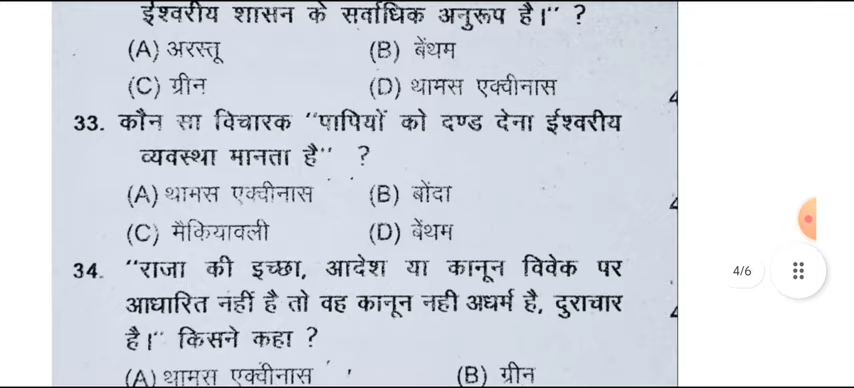 ईश्वरीय शासन के सर्वाधिक अनुरूप है।" ?
(A) अरस्तू (B) बेंथम
(C) ग्रीन (D) थामस एक्वीनास
33. कौन सा विचारक "पापियों को दण्ड देना ईश्वरीय
व्यवस्था मानता है" ?
(A) थामस एक्वीनास (B) बोंदा
(C) मैकियावली (D) बेंथम
34. "राजा की इच्छा, आदेश या कानून विवेक पर
आधारित नहीं है तो वह कानून नही अधर्म है, दुराचार
है।" किसने कहा ?
(A) थामस एक्वीनास (B) ग्रीन
4/6